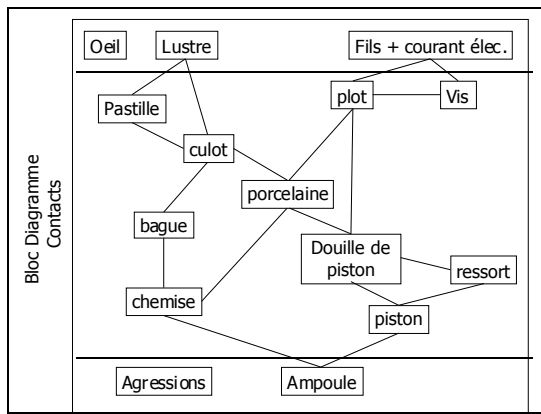 Oeil
Lustre
Fils + courant élec.
Pastille
plot
Vis
culot
porcelaine
bague
Douille de
piston
ressort
chemise
piston
Agressions
Ampoule
Bloc Diagramme
Contacts